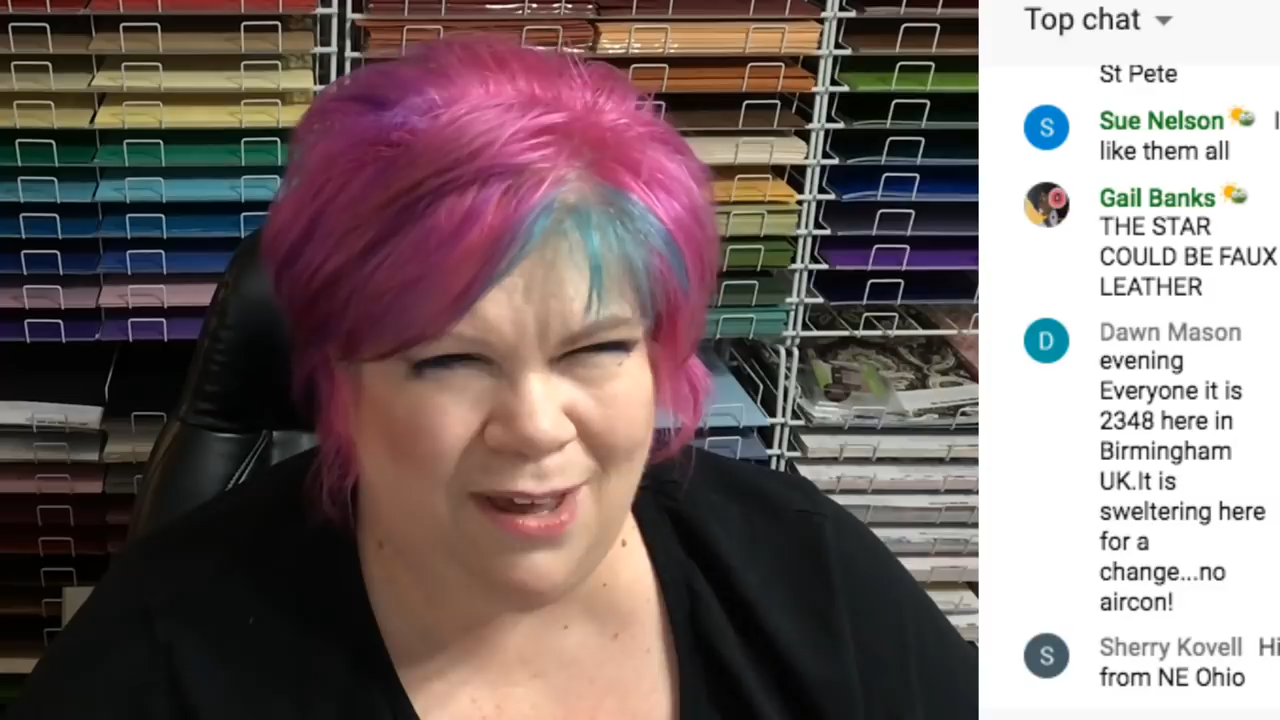 Top chat
St Pete
S
Sue Nelson I
like them all
Gail Banks
THE STAR
COULD BE FAUX
LEATHER
D
Dawn Mason
evening
Everyone it is
2348 here in
Birmingham
UK.It is
sweltering here
for a
change...no
aircon!
S
Sherry Kovell Hi
from NE Ohio